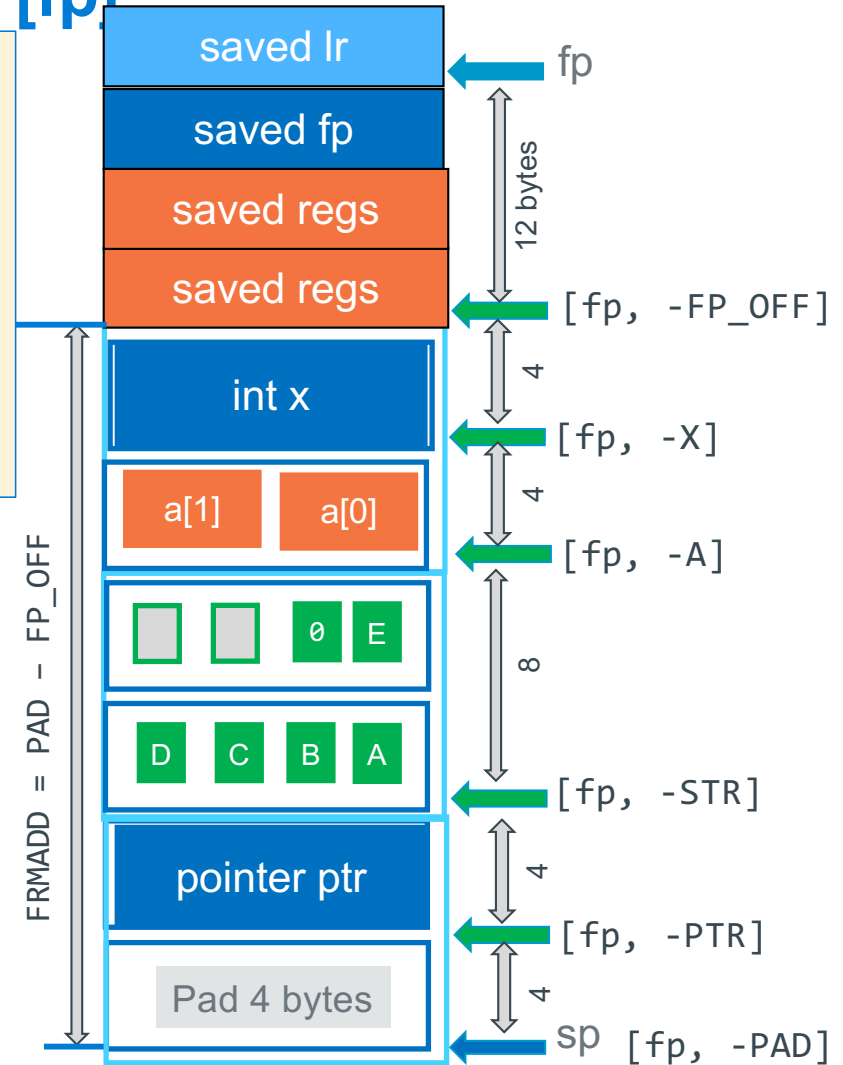 [fp]
saved lr
fp
saved fp
12 bytes
saved regs
saved regs
[fp, -FP_OFF]
4
int x
[fp, -X]
4
a[1] a[0]
[fp, -A]
FRMADD = PAD – FP_OFF
0 E
8
D C B A
[fp, -STR]
4
pointer ptr
[fp, -PTR]
4
Pad 4 bytes
sp [fp, -PAD]